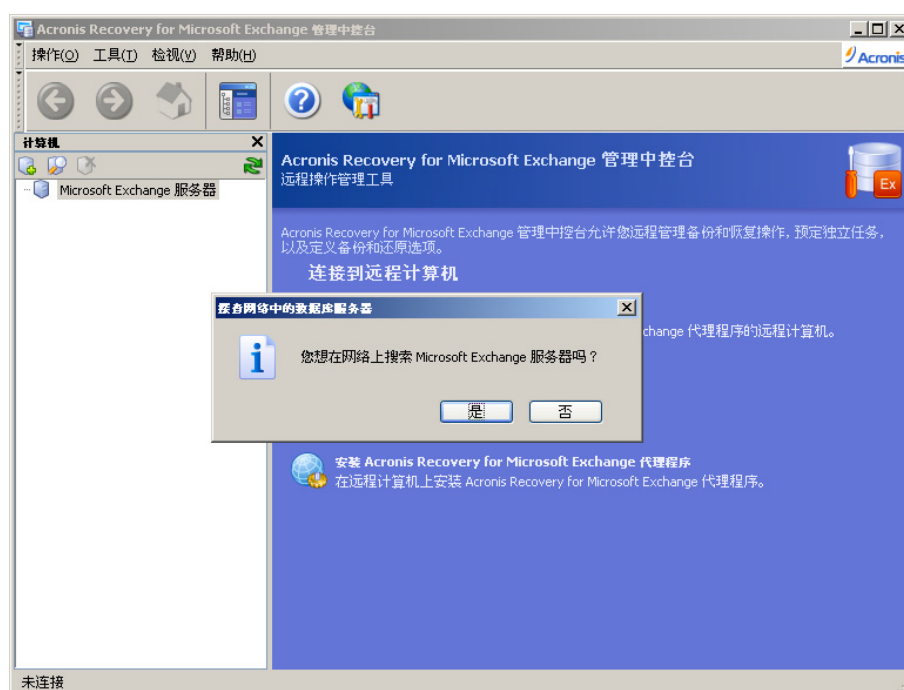 Acronis Recovery for Microsoft Exchange 管理中控台
操作(O) 工具(T) 检视(V) 帮助(H)
Acronis
计算机
Microsoft Exchange 服务器
Acronis Recovery for Microsoft Exchange 管理中控台
远程操作管理工具
Ex
Acronis Recovery for Microsoft Exchange 管理中控台允许您远程管理备份和恢复操作，预定独立任务，
以及定义备份和还原选项。
连接到远程计算机
change 代理程序的远程计算机。
探查网络中的数据库服务器
您想在网络上搜索 Microsoft Exchange 服务器吗？
是 否
安装 Acronis Recovery for Microsoft Exchange 代理程序
在远程计算机上安装 Acronis Recovery for Microsoft Exchange 代理程序。
未连接